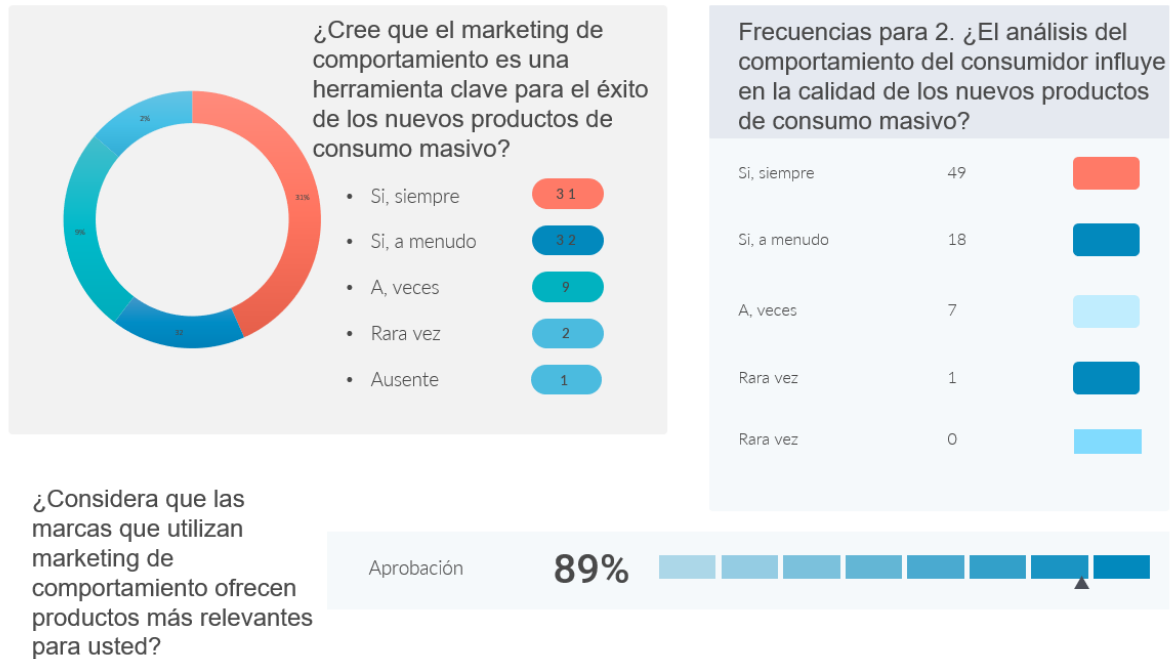 ¿Cree que el marketing de
comportamiento es una
herramienta clave para el éxito
de los nuevos productos de
consumo masivo?
2%
31%
9%
32
• Si, siempre 3 1
• Si, a menudo 3 2
• A, veces 9
• Rara vez 2
• Ausente 1
Frecuencias para 2. ¿El análisis del
comportamiento del consumidor influye
en la calidad de los nuevos productos
de consumo masivo?
Si, siempre 49
Si, a menudo 18
A, veces 7
Rara vez 1
Rara vez 0
¿Considera que las
marcas que utilizan
marketing de
comportamiento ofrecen
productos más relevantes
para usted?
Aprobación 89%